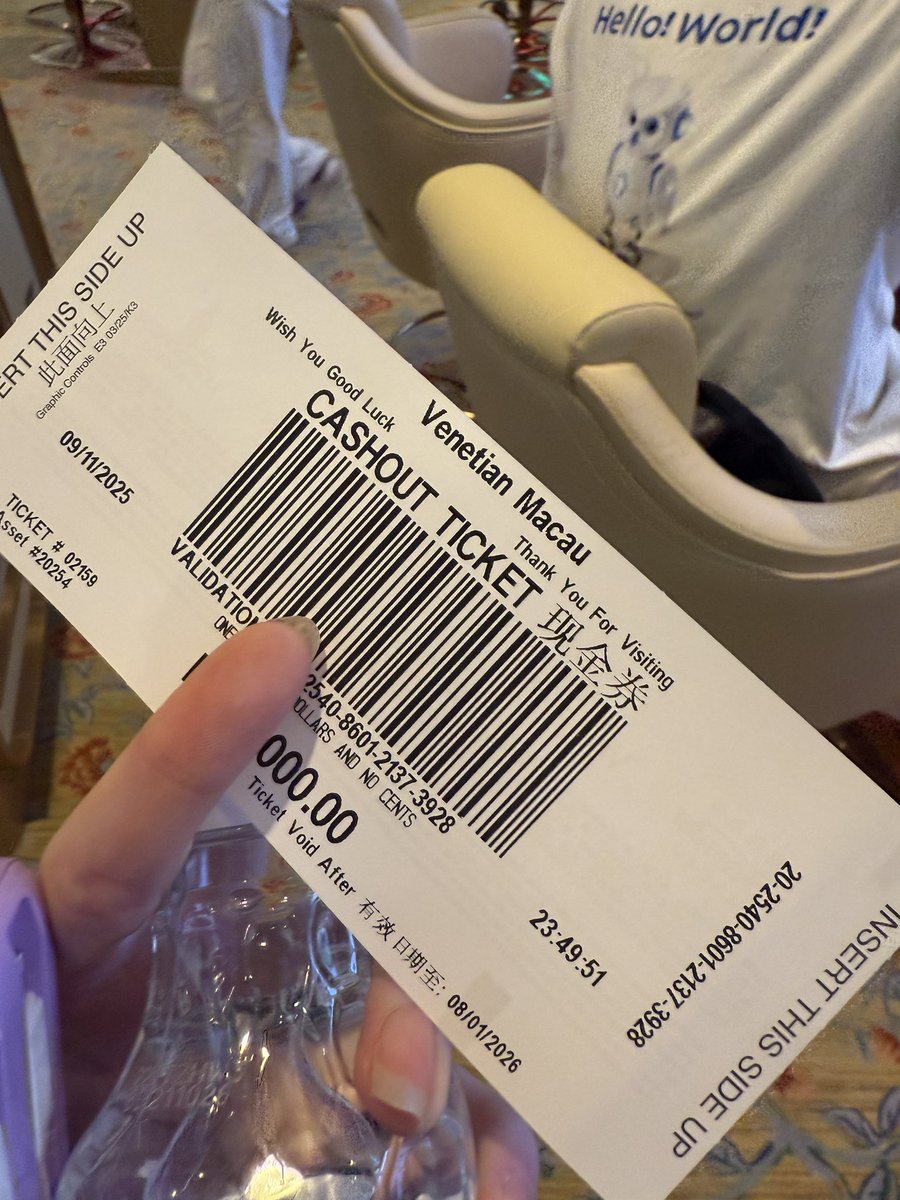 Hello! World!
ERT THIS SIDE UP
此面向上
Graphic Controls E3 03/25/K3
Venetian Macau
Wish You Good Luck
Thank You For Visiting
CASHOUT TICKET 现金券
09/11/2025
TICKET # 02159
Asset #20254
VALIDATION 2540-8601-2137-3928
ONE DOLLARS AND NO CENTS
000.00
Ticket Void After 有效日期至: 08/01/2026
23:49:51
20-2540-8601-2137-3928
INSERT THIS SIDE UP